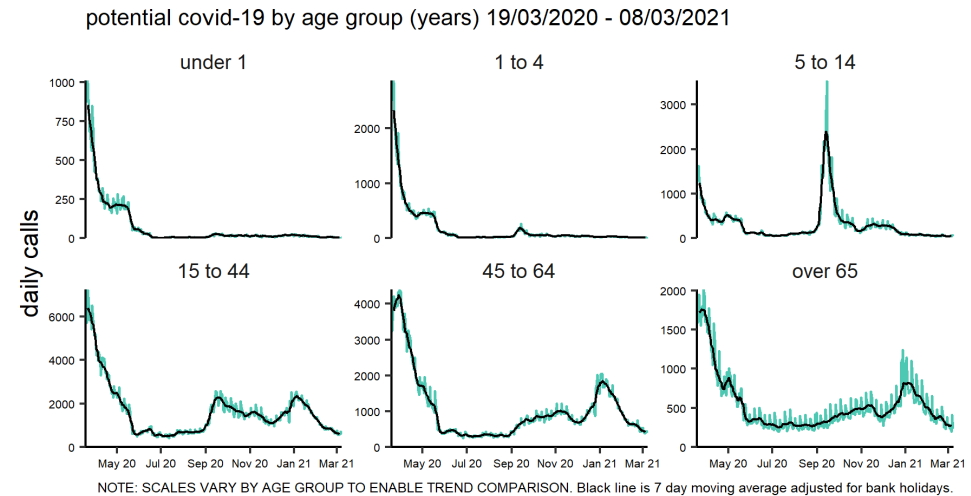 potential covid-19 by age group (years) 19/03/2020 - 08/03/2021
under 1
1 to 4
5 to 14
1000
750
500
250
0
2000
1000
0
3000
2000
1000
0
daily calls
15 to 44
45 to 64
over 65
6000
4000
2000
0
4000
3000
2000
1000
0
2000
1500
1000
500
0
May 20 Jul 20 Sep 20 Nov 20 Jan 21 Mar 21
May 20 Jul 20 Sep 20 Nov 20 Jan 21 Mar 21
May 20 Jul 20 Sep 20 Nov 20 Jan 21 Mar 21
NOTE: SCALES VARY BY AGE GROUP TO ENABLE TREND COMPARISON. Black line is 7 day moving average adjusted for bank holidays.